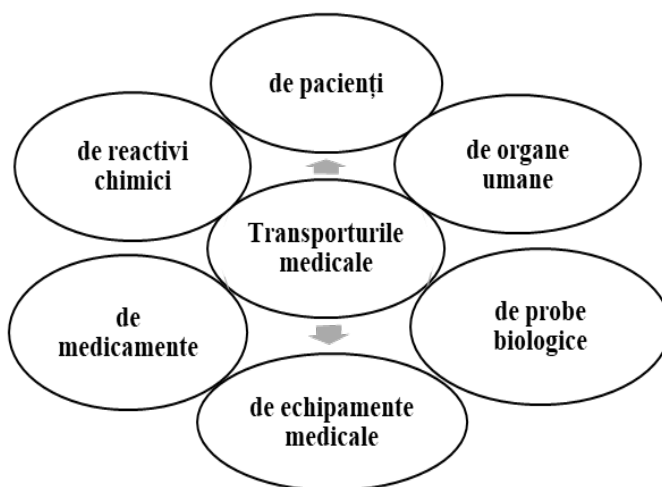 de pacienți
de reactivi
chimici
de organe
umane
Transporturile
medicale
de
medicamente
de probe
biologice
de echipamente
medicale